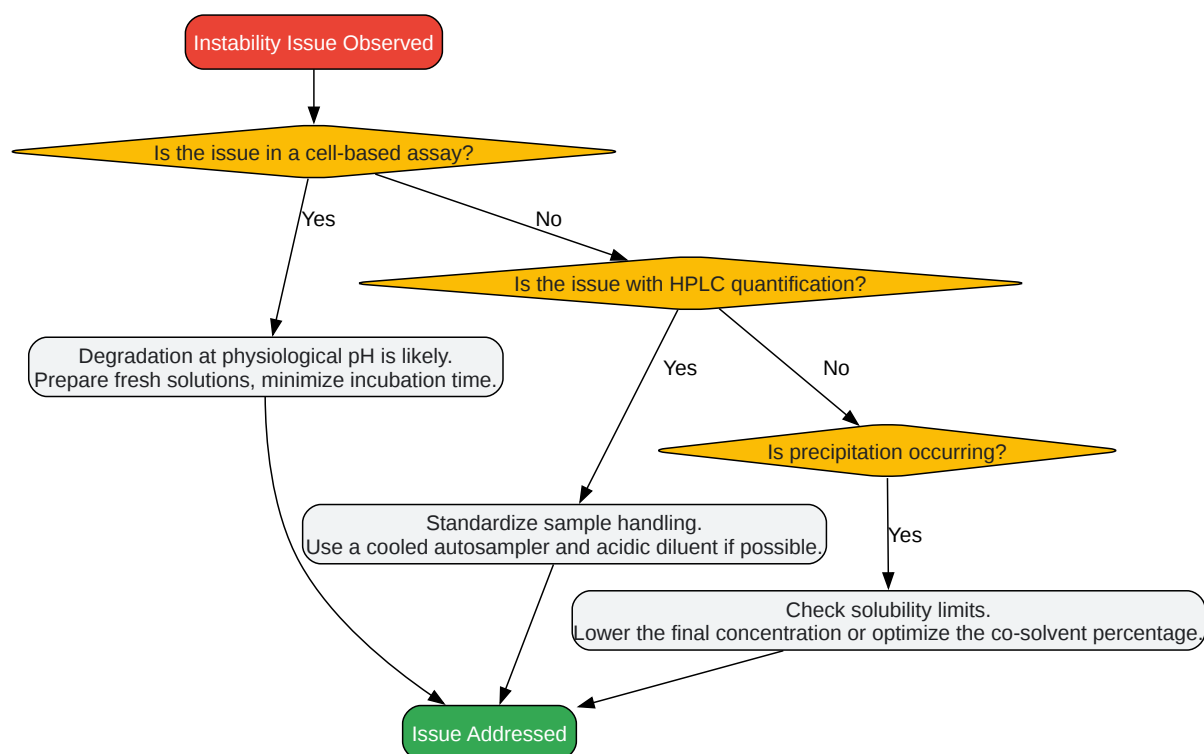 Instability Issue Observed
Is the issue in a cell-based assay?
Yes
No
Is the issue with HPLC quantification?
Degradation at physiological pH is likely.
Prepare fresh solutions, minimize incubation time.
Yes
No
Is precipitation occurring?
Standardize sample handling.
Use a cooled autosampler and acidic diluent if possible.
Yes
Check solubility limits.
Lower the final concentration or optimize the co-solvent percentage.
Issue Addressed